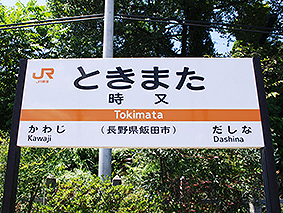 JR
JR東海
ときまた
時又
Tokimata
(長野県飯田市)
かわじ だしな
Kawaji Dashina